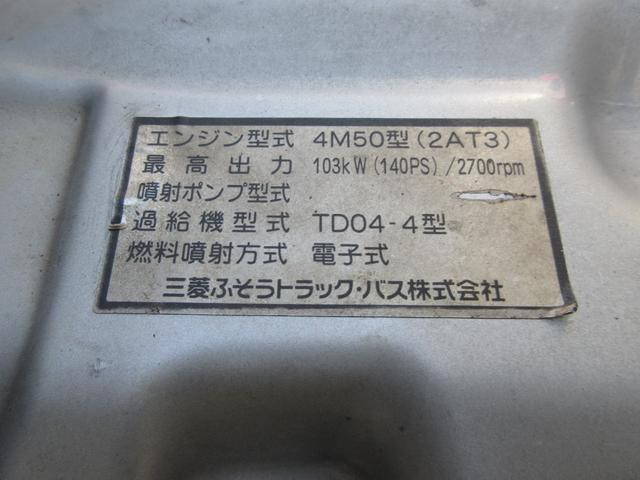 エンジン型式 4M50型(2AT3)
最高出力 103kW(140PS)/2700rpm
噴射ポンプ型式
過給機型式 TD04-4型
燃料噴射方式 電子式
三菱ふそうトラック・バス株式会社